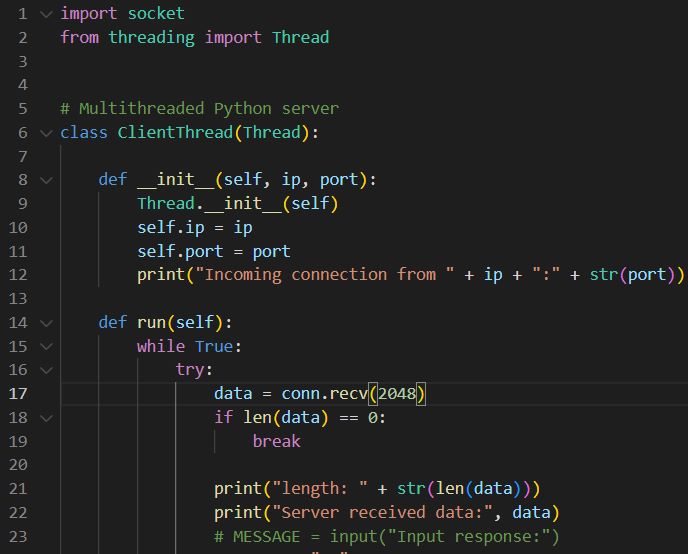 1 import socket
2 from threading import Thread
3
4
5 # Multithreaded Python server
6 class ClientThread(Thread):
7
8     def __init__(self, ip, port):
9         Thread.__init__(self)
10         self.ip = ip
11         self.port = port
12         print("Incoming connection from " + ip + ":" + str(port))
13
14     def run(self):
15         while True:
16             try:
17                 data = conn.recv(2048)
18                 if len(data) == 0:
19                     break
20
21                 print("length: " + str(len(data)))
22                 print("Server received data:", data)
23                 # MESSAGE = input("Input response:")